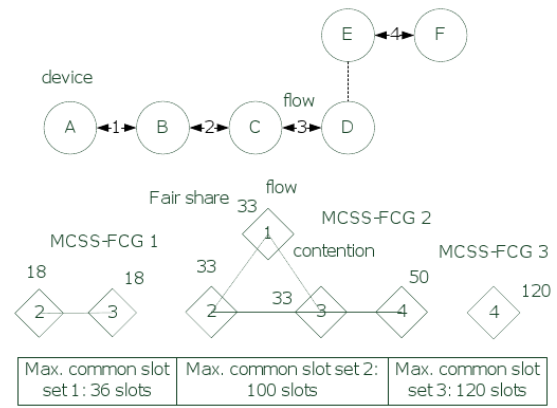 E 4 F
device
flow
A 1 B 2 C 3 D
Fair share
flow
33
1
MCSS-FCG 2
MCSS-FCG 1
contention
MCSS-FCG 3
18
18
33
33
50
120
2
3
2
3
4
4
Max. common slot
set 1: 36 slots
Max. common slot set 2:
100 slots
Max. common slot
set 3: 120 slots